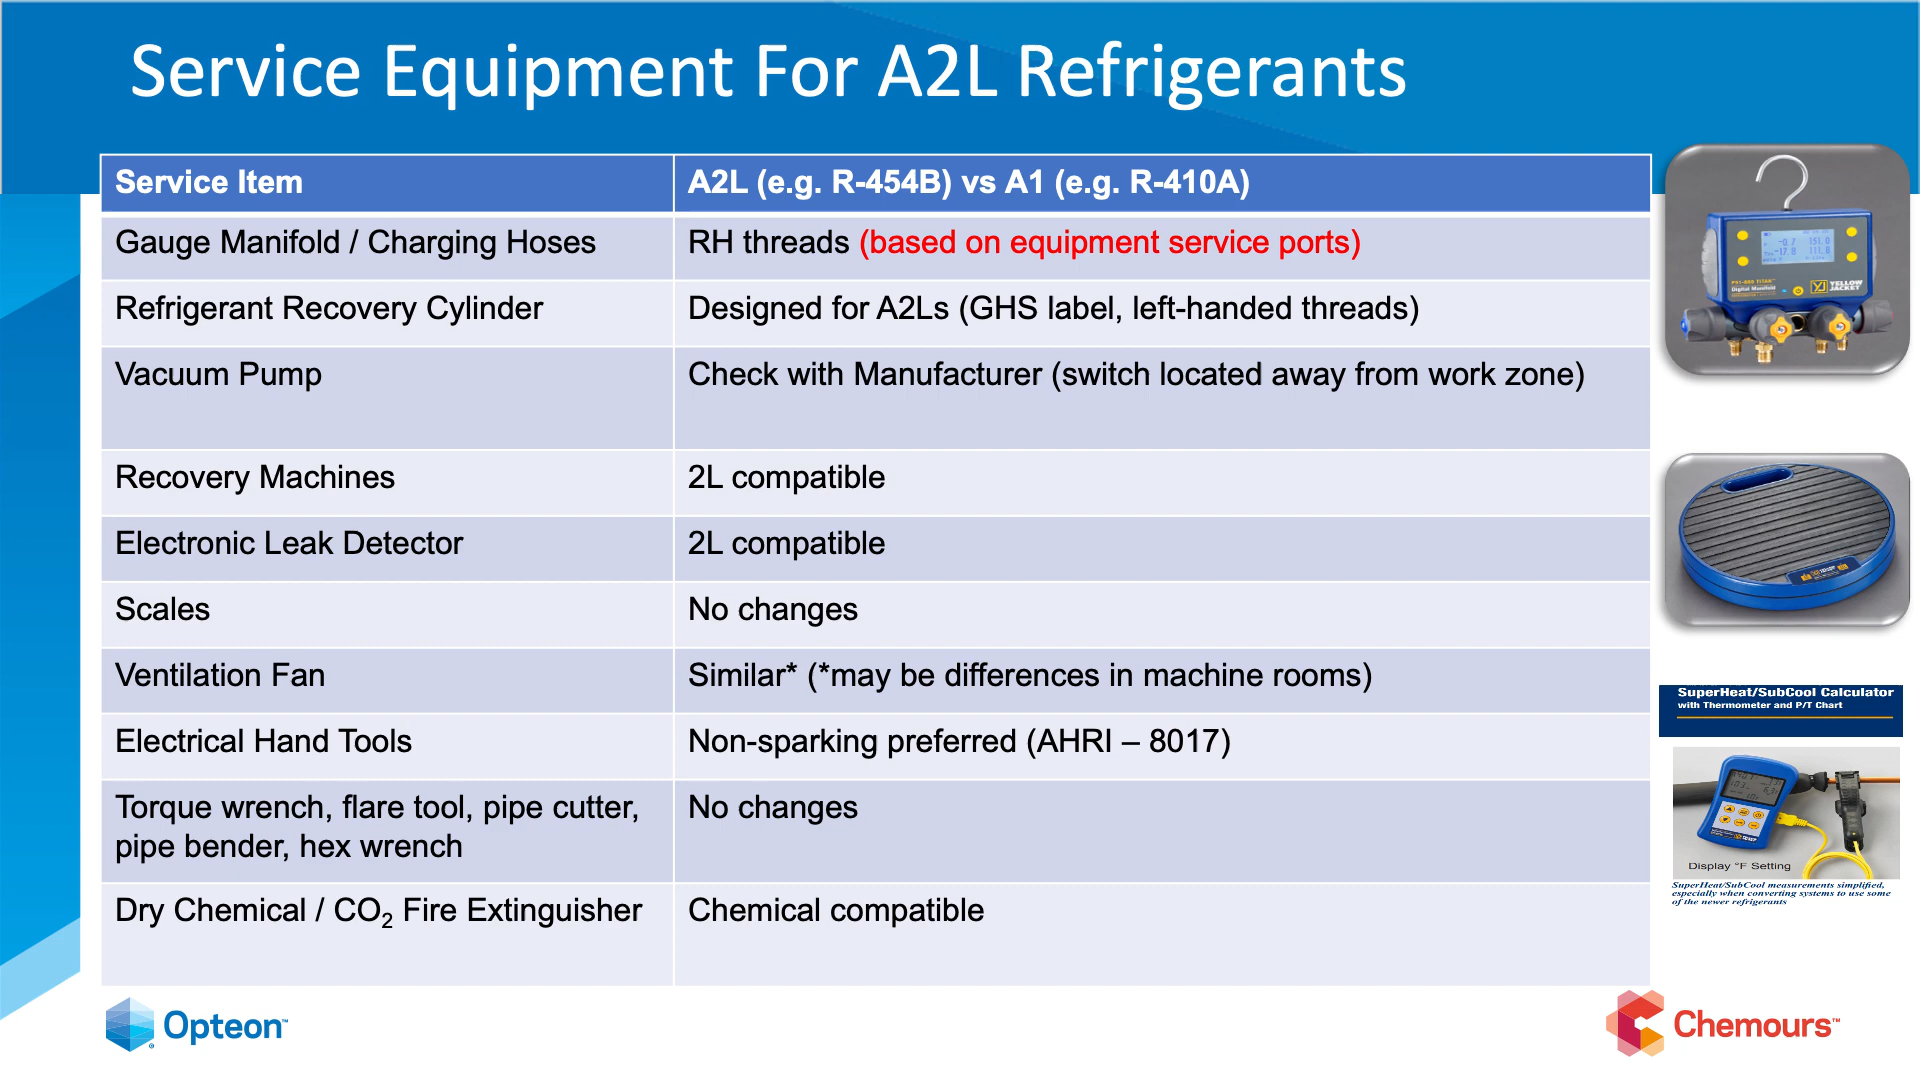 Service Equipment For A2L Refrigerants
Service Item
A2L (e.g. R-454B) vs A1 (e.g. R-410A)
Gauge Manifold / Charging Hoses
RH threads (based on equipment service ports)
Refrigerant Recovery Cylinder
Designed for A2Ls (GHS label, left-handed threads)
Vacuum Pump
Check with Manufacturer (switch located away from work zone)
Recovery Machines
2L compatible
Electronic Leak Detector
2L compatible
Scales
No changes
Ventilation Fan
Similar* (*may be differences in machine rooms)
Electrical Hand Tools
Non-sparking preferred (AHRI – 8017)
Torque wrench, flare tool, pipe cutter,
pipe bender, hex wrench
No changes
Dry Chemical / CO₂ Fire Extinguisher
Chemical compatible
Digital Manifold
YELLOW
JACKET
SuperHeat/SubCool Calculator
with Thermometer and P/T Chart
Display °F Setting
SuperHeat/SubCool measurements simplified,
especially when converting systems to use some
of the newer refrigerants
Opteon™
Chemours™